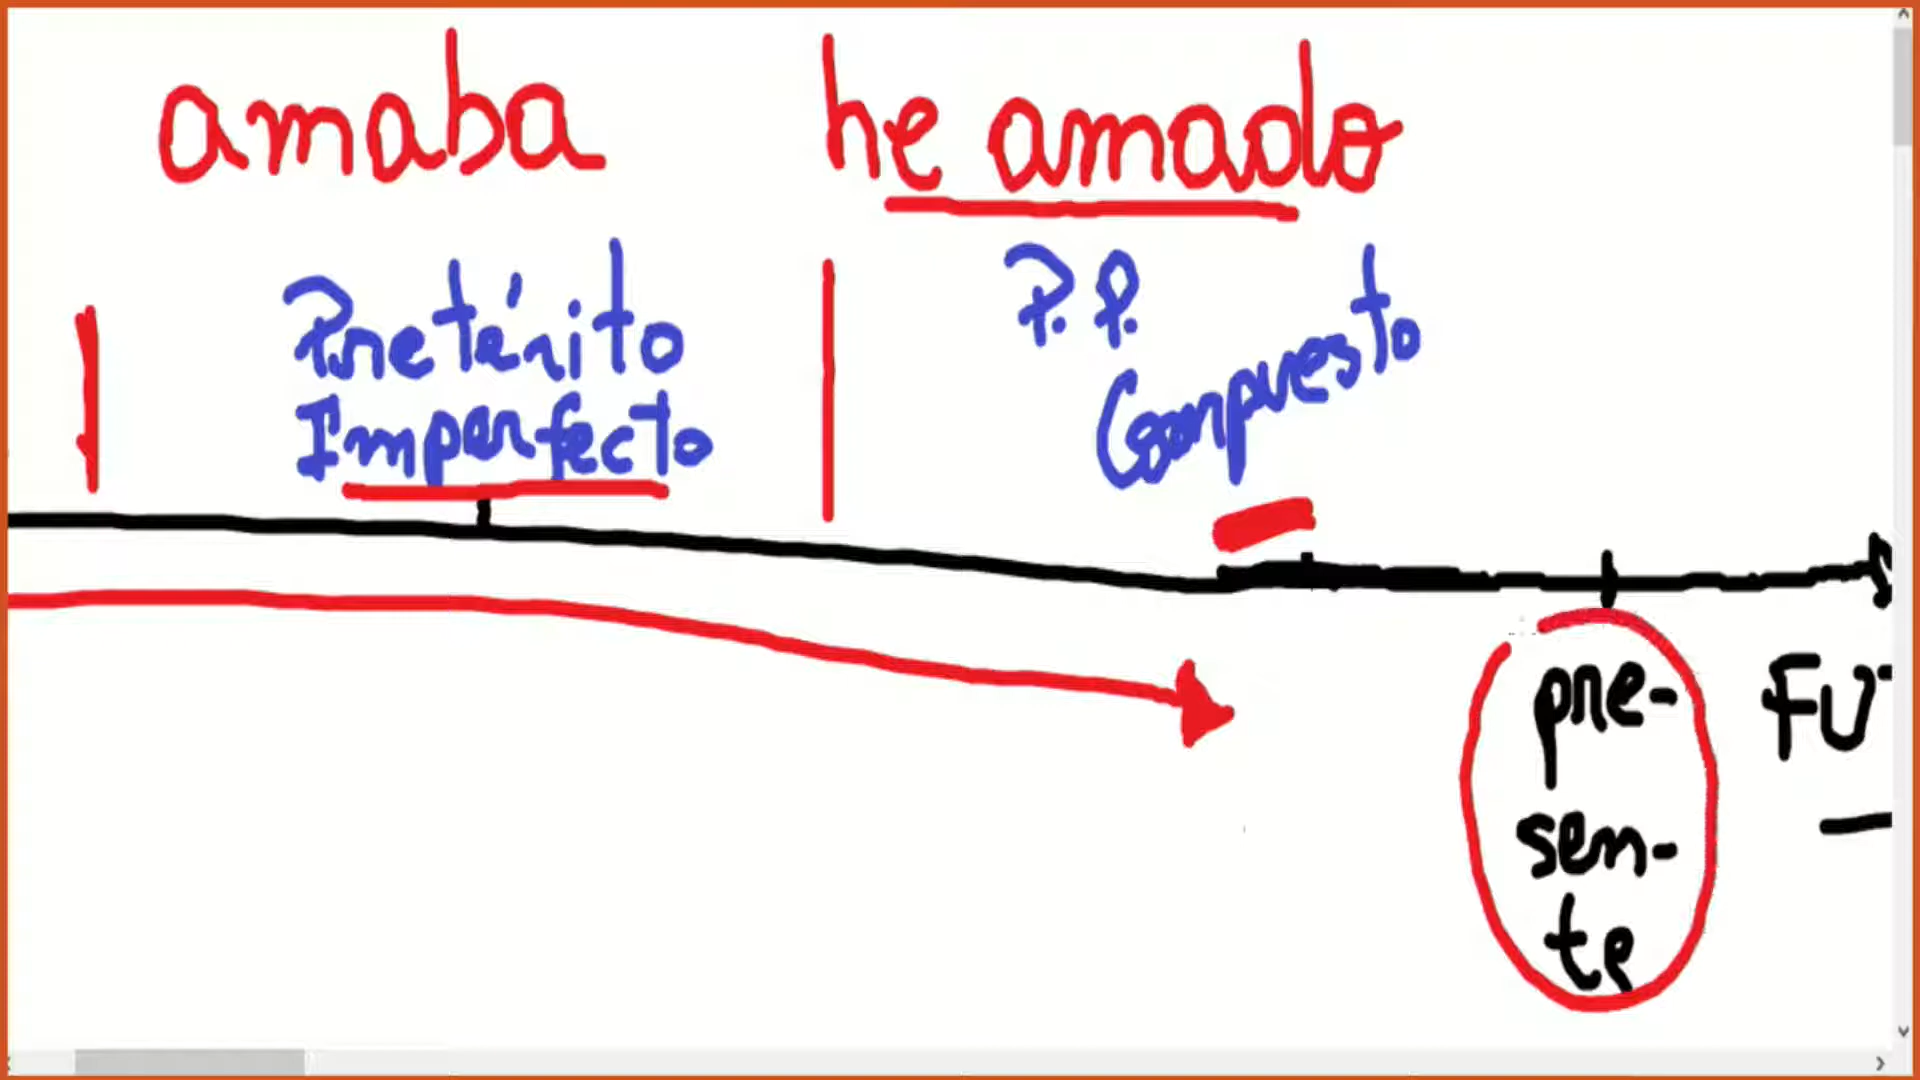 amaba
he amado
Pretérito
Imperfecto
P.P.
Compuesto
pre-
sen-
te
FU